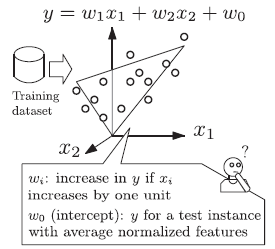 y = w₁x₁ + w₂x₂ + w₀
Training
dataset
x₁
x₂
?
wᵢ: increase in y if xᵢ
increases by one unit
w₀ (intercept): y for a test instance
with average normalized features